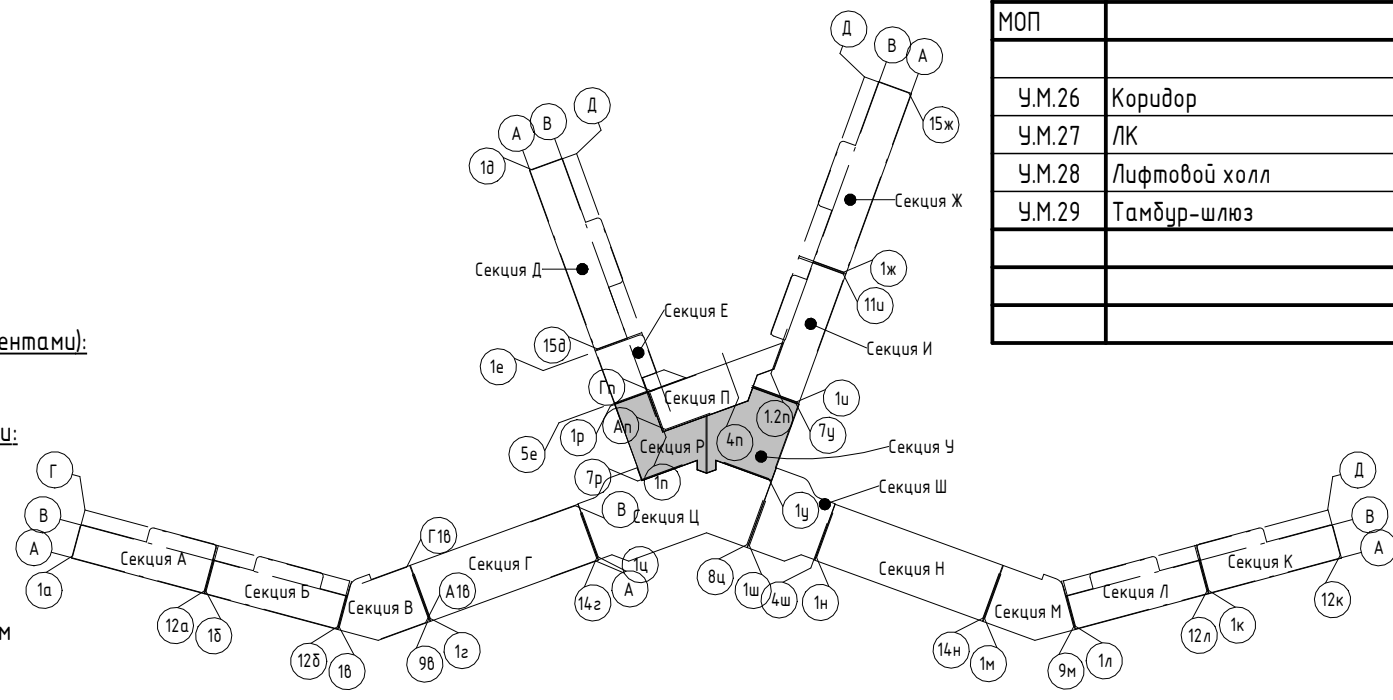 ентами):
и:
м
МОП
У.М.26 Коридор
У.М.27 ЛК
У.М.28 Лифтовой холл
У.М.29 Тамбур-шлюз
Д
В
А
15ж
Д
В
А
1д
Секция Ж
Секция Д
1ж
11и
Секция Е
15д
1е
Секция И
Гп
Секция П
1и
1.2п
7у
Ап
5е
1р
4п
Секция Р
Секция У
7р
1п
Секция Ш
Г
В
А
1а
Секция А
Секция Б
12а
1б
Секция В
12б
1в
Г1в
А1в
9в
1г
Секция Г
В
Секция Ц
14г
1ц
А
1у
8ц
1ш
4ш
1н
Секция Н
14н
1м
Секция М
9м
1л
Секция Л
12л
1к
Секция К
12к
Д
В
А